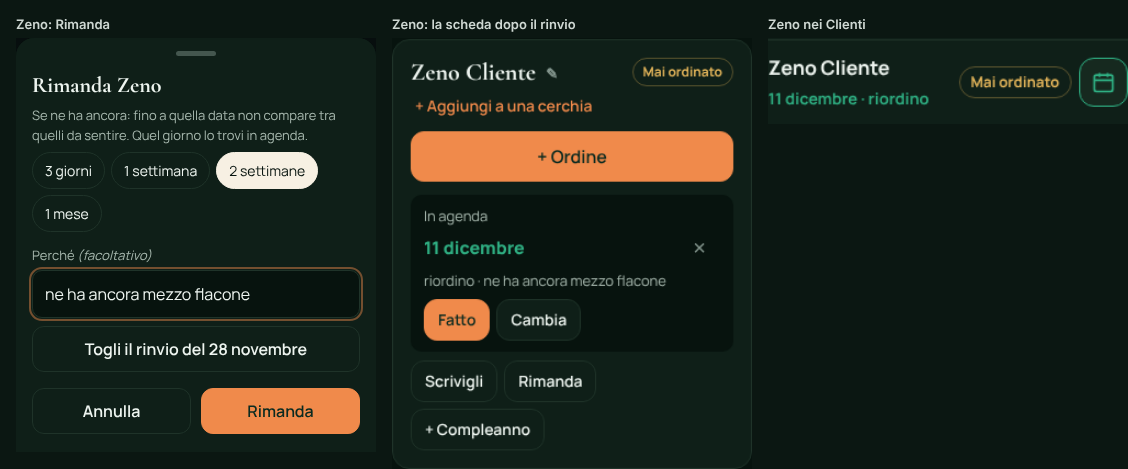 Zeno: Rimanda
Rimanda Zeno
Se ne ha ancora: fino a quella data non compare tra
quelli da sentire. Quel giorno lo trovi in agenda.
3 giorni
1 settimana
2 settimane
1 mese
Perché (facoltativo)
ne ha ancora mezzo flacone
Togli il rinvio del 28 novembre
Annulla
Rimanda
Zeno: la scheda dopo il rinvio
Zeno Cliente ✎
Mai ordinato
+ Aggiungi a una cerchia
+ Ordine
In agenda
11 dicembre
×
riordino · ne ha ancora mezzo flacone
Fatto
Cambia
Scrivigli
Rimanda
+ Compleanno
Zeno nei Clienti
Zeno Cliente
11 dicembre · riordino
Mai ordinato